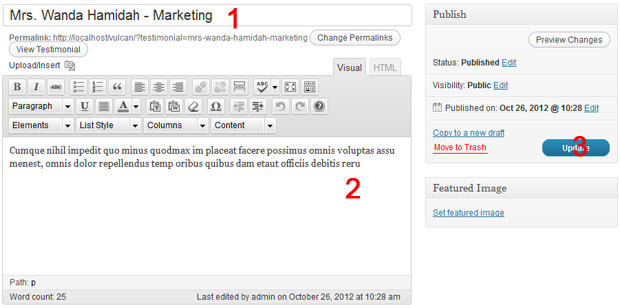 Mrs. Wanda Hamidah - Marketing 1
Permalink: http://localhost/vulcan/?testimonial=mrs-wanda-hamidah-marketing Change Permalinks
View Testimonial
Upload/Insert
Visual HTML
B I ABC ABC
Paragraph U A T W Ω
Elements List Style Columns Content
Cumque nihil impedit quo minus quodmax im placeat facere possimus omnis voluptas assu
menest, omnis dolor repellendus temp oribus quibus dam etaut officiis debitis reru
2
Path: p
Word count: 25 Last edited by admin on October 26, 2012 at 10:28 am
Publish
Preview Changes
Status: Published Edit
Visibility: Public Edit
Published on: Oct 26, 2012 @ 10:28 Edit
Copy to a new draft
Move to Trash Update 3
Featured Image
Set featured image